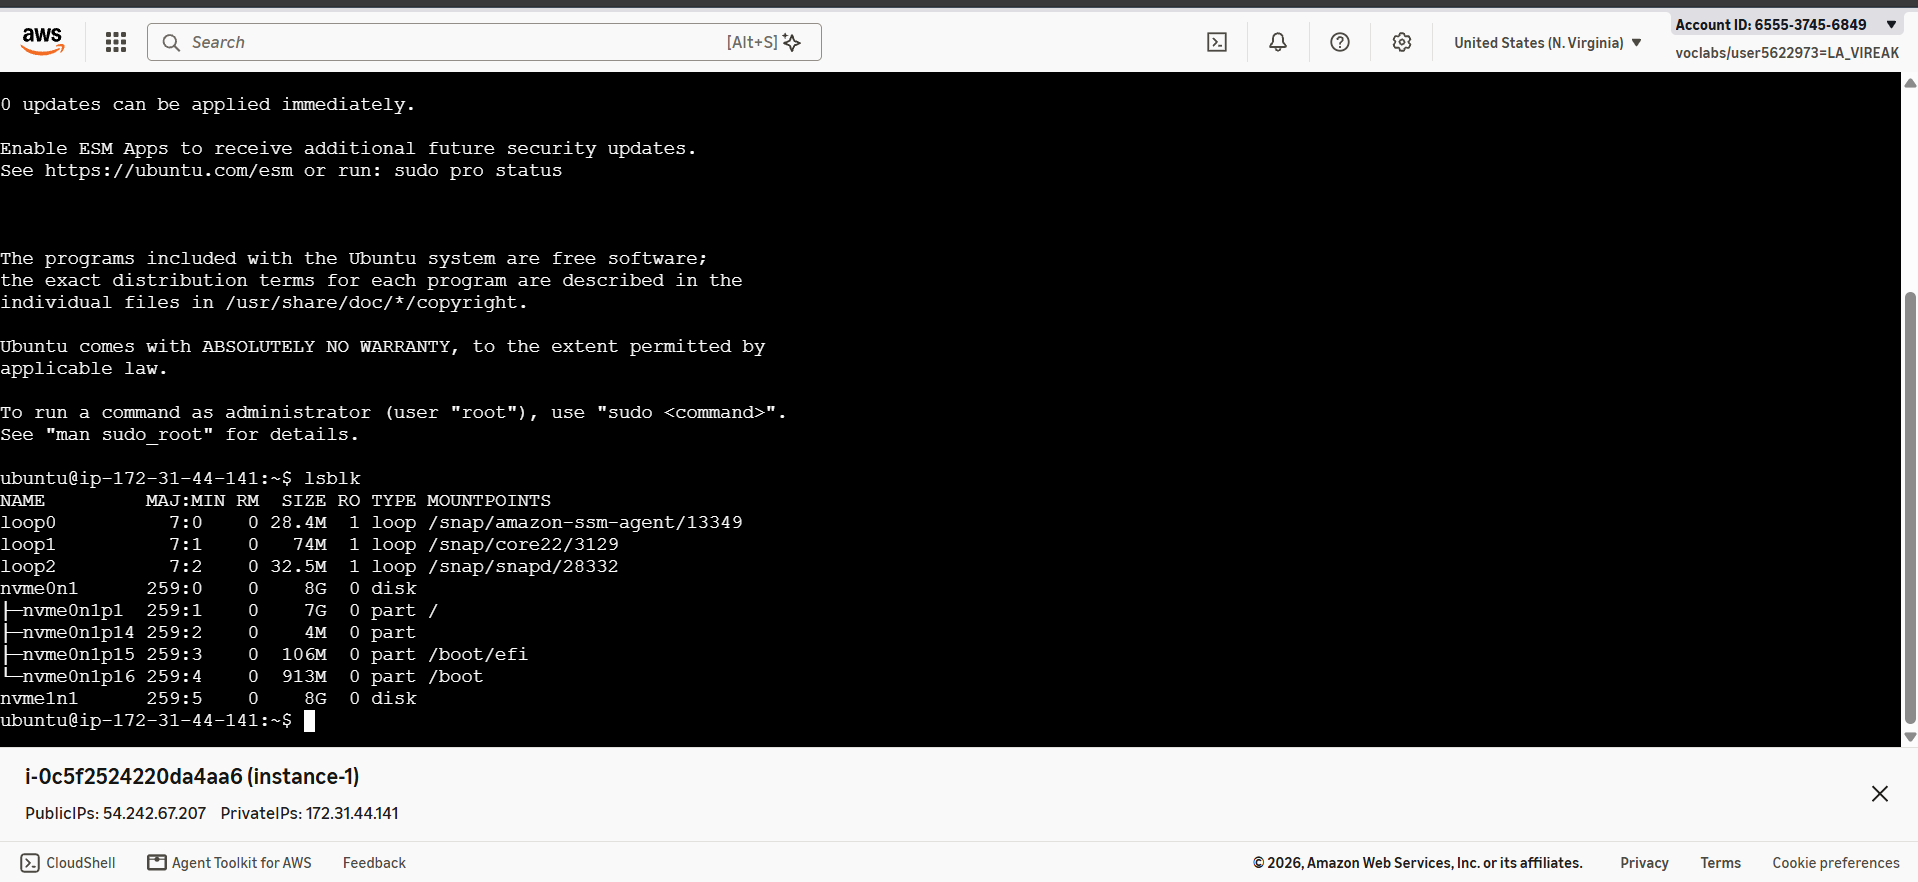 aws
Search [Alt+S]
United States (N. Virginia)
Account ID: 6555-3745-6849
voclabs/user5622973=LA_VIREAK
0 updates can be applied immediately.
Enable ESM Apps to receive additional future security updates.
See https://ubuntu.com/esm or run: sudo pro status
The programs included with the Ubuntu system are free software;
the exact distribution terms for each program are described in the
individual files in /usr/share/doc/*/copyright.
Ubuntu comes with ABSOLUTELY NO WARRANTY, to the extent permitted by
applicable law.
To run a command as administrator (user "root"), use "sudo <command>".
See "man sudo_root" for details.
ubuntu@ip-172-31-44-141:~$ lsblk
NAME         MAJ:MIN RM  SIZE RO TYPE MOUNTPOINTS
loop0          7:0    0 28.4M  1 loop /snap/amazon-ssm-agent/13349
loop1          7:1    0   74M  1 loop /snap/core22/3129
loop2          7:2    0 32.5M  1 loop /snap/snapd/28332
nvme0n1      259:0    0    8G  0 disk
├─nvme0n1p1  259:1    0    7G  0 part /
├─nvme0n1p14 259:2    0    4M  0 part
├─nvme0n1p15 259:3    0  106M  0 part /boot/efi
└─nvme0n1p16 259:4    0  913M  0 part /boot
nvme1n1      259:5    0    8G  0 disk
ubuntu@ip-172-31-44-141:~$
i-0c5f2524220da4aa6 (instance-1)
PublicIPs: 54.242.67.207 PrivateIPs: 172.31.44.141
CloudShell Agent Toolkit for AWS Feedback © 2026, Amazon Web Services, Inc. or its affiliates. Privacy Terms Cookie preferences